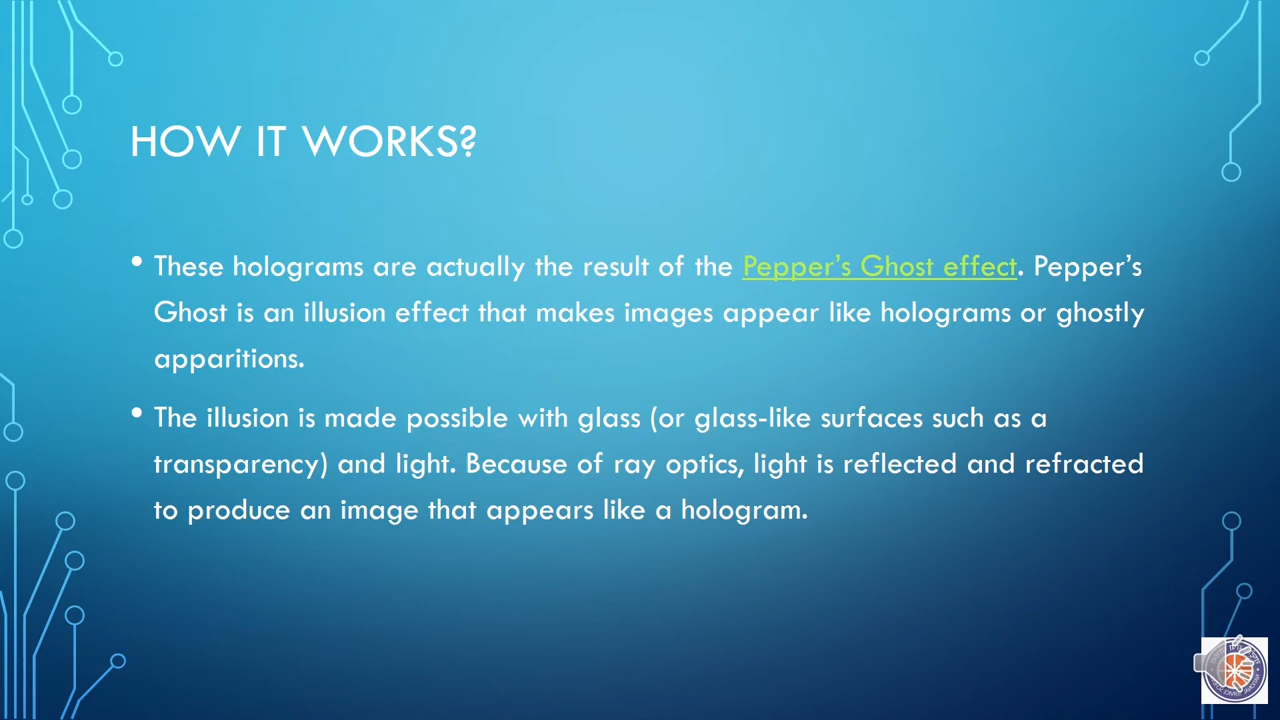 HOW IT WORKS?
• These holograms are actually the result of the Pepper's Ghost effect. Pepper's
Ghost is an illusion effect that makes images appear like holograms or ghostly
apparitions.
• The illusion is made possible with glass (or glass-like surfaces such as a
transparency) and light. Because of ray optics, light is reflected and refracted
to produce an image that appears like a hologram.